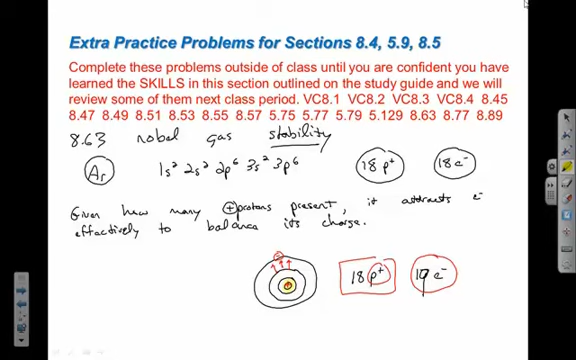 Extra Practice Problems for Sections 8.4, 5.9, 8.5
Complete these problems outside of class until you are confident you have
learned the SKILLS in this section outlined on the study guide and we will
review some of them next class period. VC8.1 VC8.2 VC8.3 VC8.4 8.45
8.47 8.49 8.51 8.53 8.55 8.57 5.75 5.77 5.79 5.129 8.63 8.77 8.89
8.63 nobel gas stability
Ar 1s² 2s² 2p⁶ 3s² 3p⁶ 18 p⁺ 18 e⁻
Given how many + protons present, it attracts e⁻
effectively to balance its charge.
18 p⁺ 19 e⁻